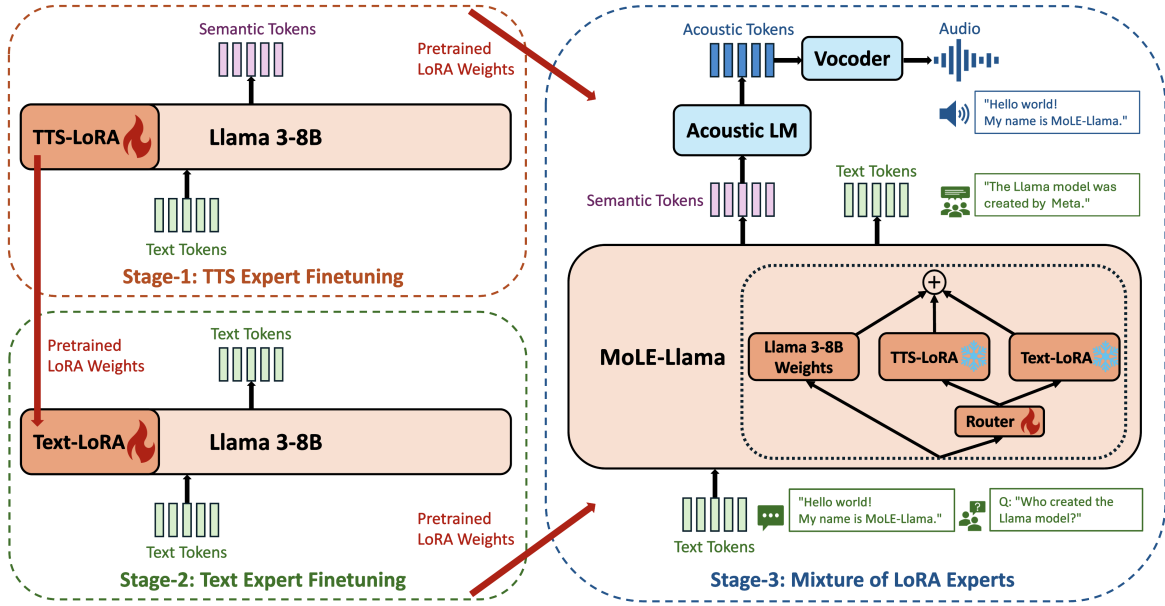 Semantic Tokens
Pretrained
LoRA Weights
TTS-LoRA
Llama 3-8B
Text Tokens
Stage-1: TTS Expert Finetuning
Pretrained
LoRA Weights
Text Tokens
Text-LoRA
Llama 3-8B
Text Tokens
Pretrained
LoRA Weights
Stage-2: Text Expert Finetuning
Acoustic Tokens
Vocoder
Audio
"Hello world!
My name is MoLE-Llama."
Acoustic LM
Semantic Tokens
Text Tokens
"The Llama model was
created by Meta."
MoLE-Llama
+
Llama 3-8B
Weights
TTS-LoRA
Text-LoRA
Router
Text Tokens
"Hello world!
My name is MoLE-Llama."
?
Q: "Who created the
Llama model?"
Stage-3: Mixture of LoRA Experts